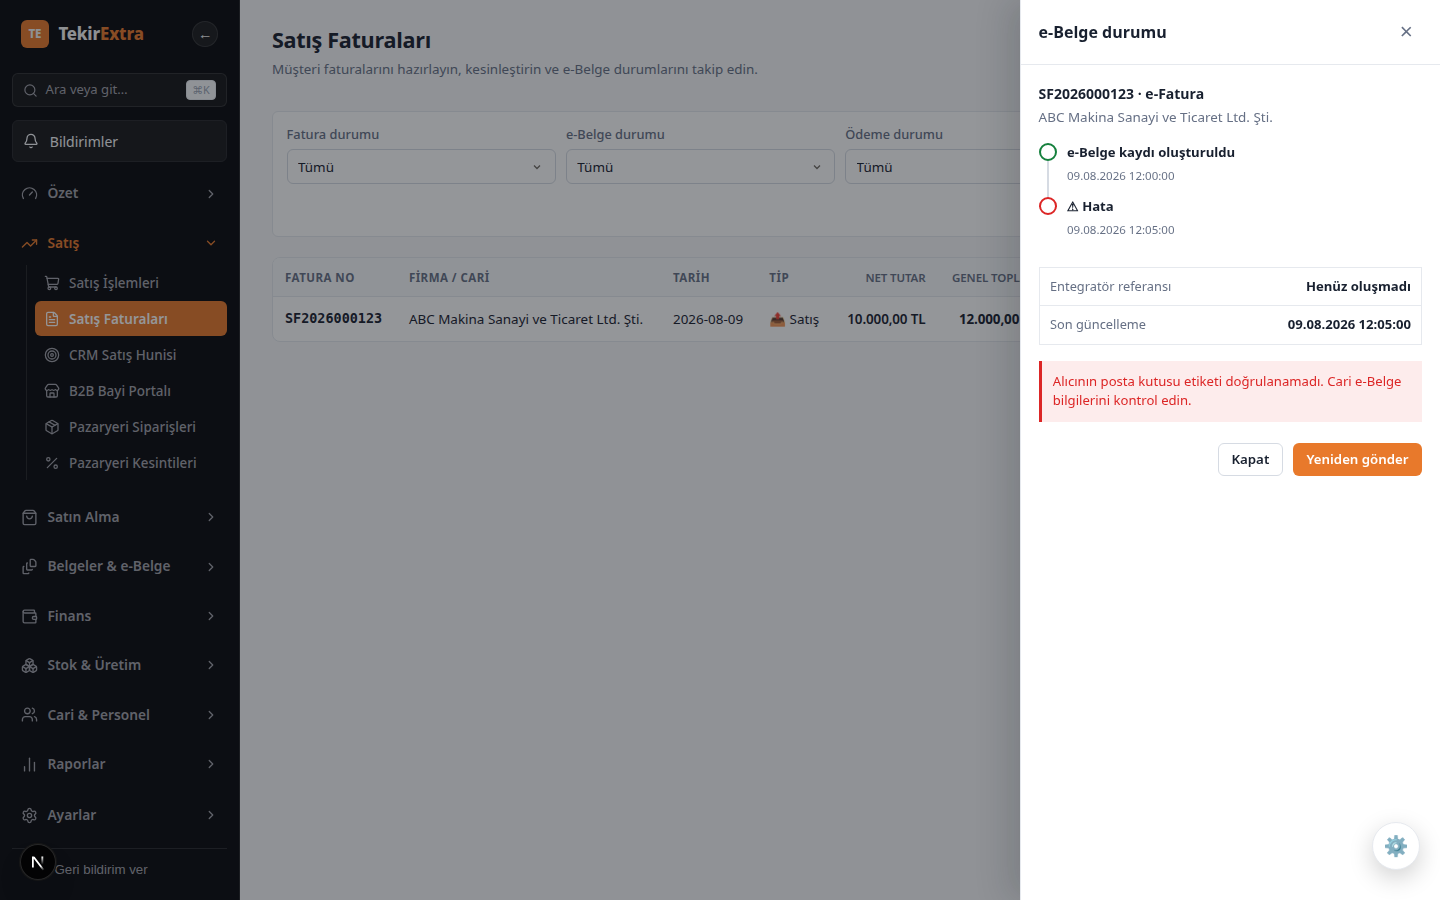 TE TekirExtra ←
Ara veya git... ⌘K
Bildirimler
Özet
Satış
Satış İşlemleri
Satış Faturaları
CRM Satış Hunisi
B2B Bayi Portalı
Pazaryeri Siparişleri
Pazaryeri Kesintileri
Satın Alma
Belgeler & e-Belge
Finans
Stok & Üretim
Cari & Personel
Raporlar
Ayarlar
N Geri bildirim ver
Satış Faturaları
Müşteri faturalarını hazırlayın, kesinleştirin ve e-Belge durumlarını takip edin.
Fatura durumu e-Belge durumu Ödeme durumu
Tümü Tümü Tümü
FATURA NO FİRMA / CARİ TARİH TİP NET TUTAR GENEL TOPL
SF2026000123 ABC Makina Sanayi ve Ticaret Ltd. Şti. 2026-08-09 📤 Satış 10.000,00 TL 12.000,00
e-Belge durumu ×
SF2026000123 · e-Fatura
ABC Makina Sanayi ve Ticaret Ltd. Şti.
e-Belge kaydı oluşturuldu
09.08.2026 12:00:00
⚠ Hata
09.08.2026 12:05:00
Entegratör referansı Henüz oluşmadı
Son güncelleme 09.08.2026 12:05:00
Alıcının posta kutusu etiketi doğrulanamadı. Cari e-Belge
bilgilerini kontrol edin.
Kapat Yeniden gönder